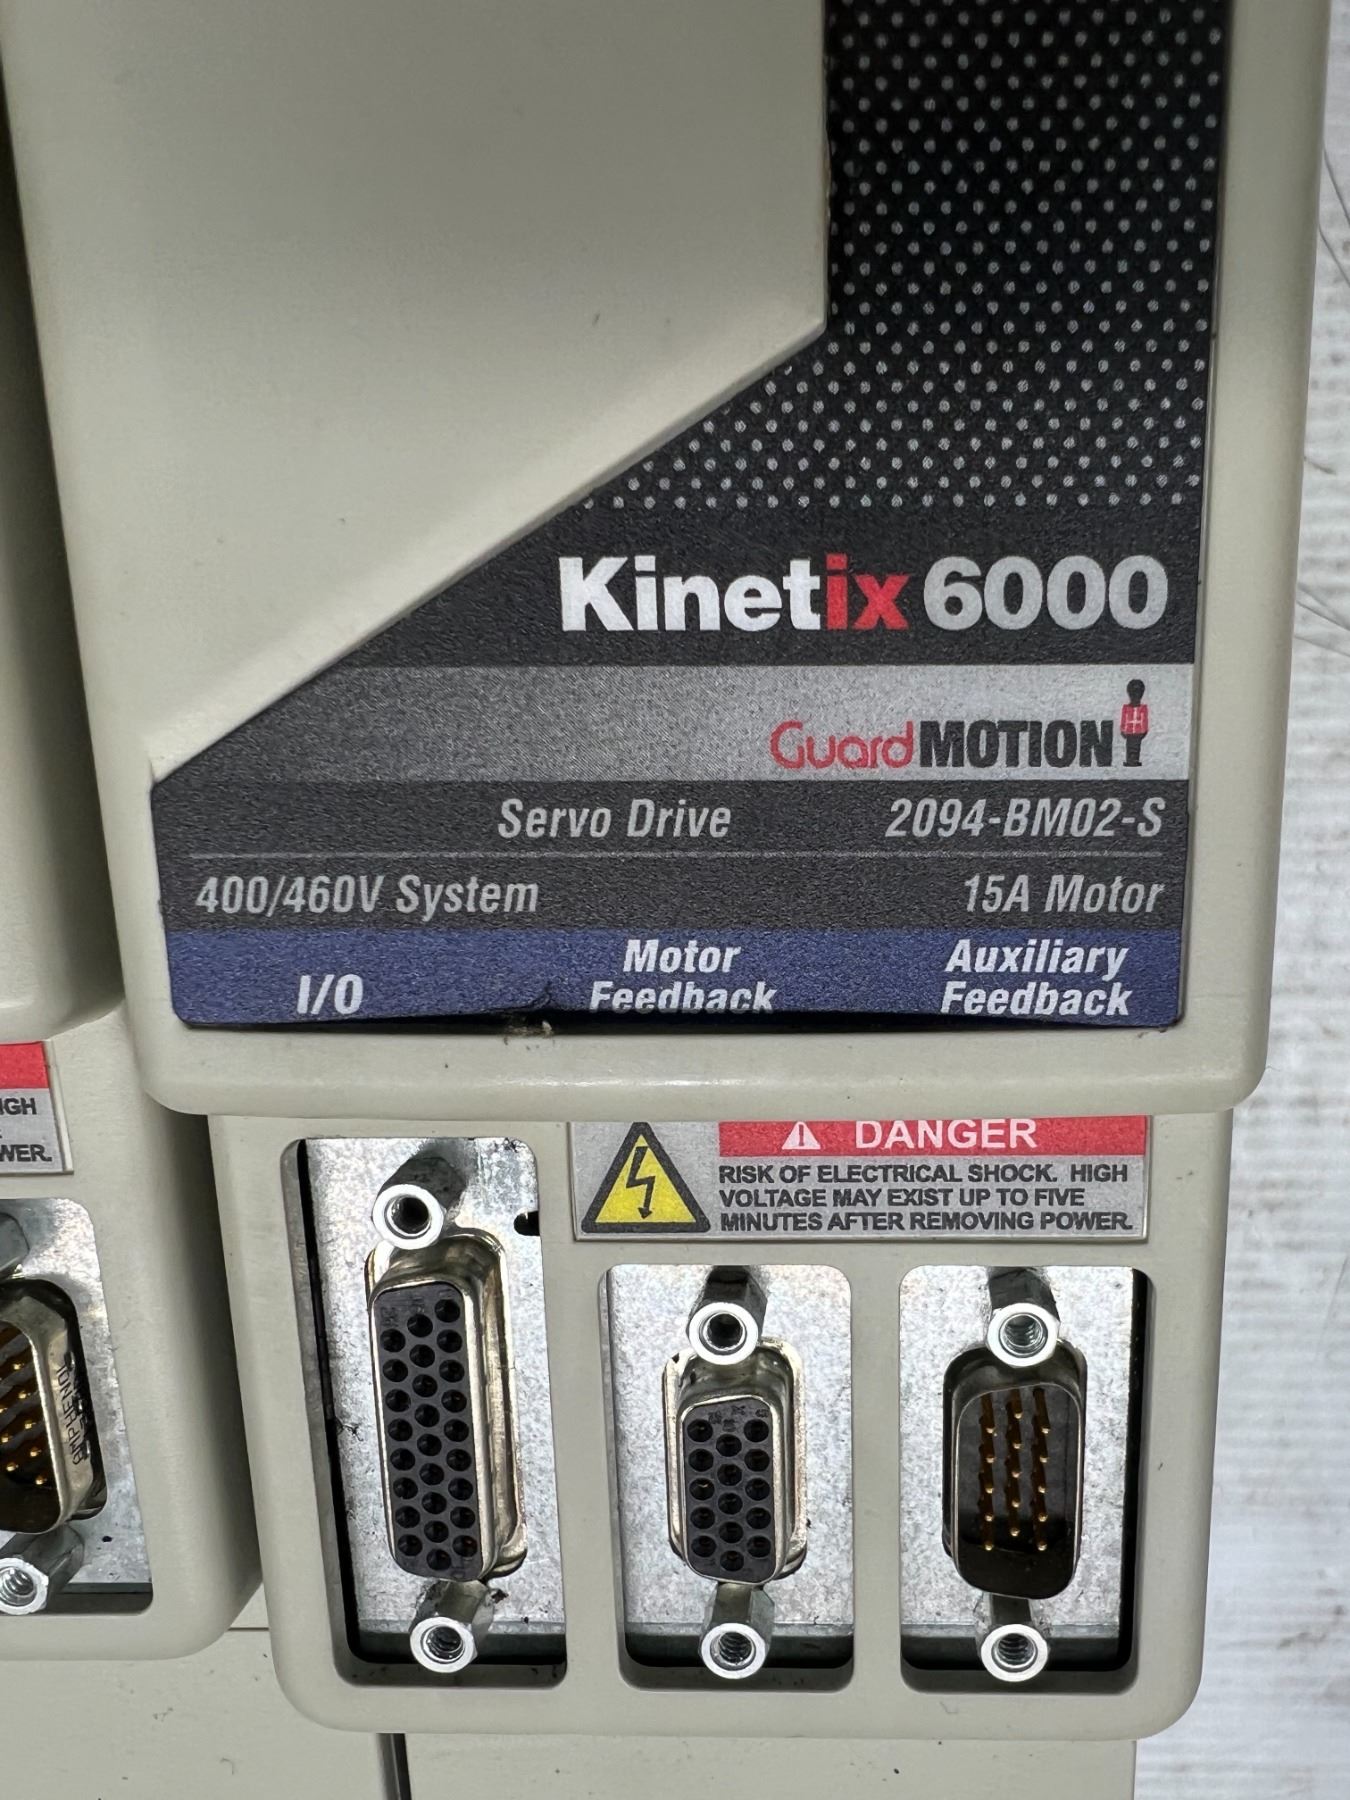 Kinetix 6000
GuardMOTION
Servo Drive 2094-BM02-S
400/460V System 15A Motor
I/O
Motor
Feedback
Auxiliary
Feedback
DANGER
RISK OF ELECTRICAL SHOCK. HIGH
VOLTAGE MAY EXIST UP TO FIVE
MINUTES AFTER REMOVING POWER.
AMPHENOL